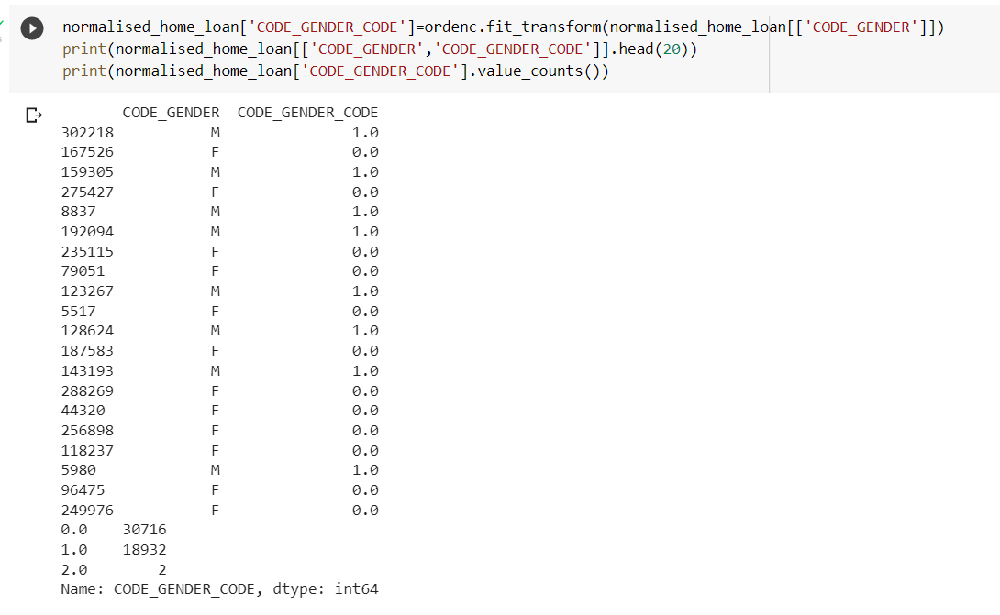 normalised_home_loan['CODE_GENDER_CODE']=ordenc.fit_transform(normalised_home_loan[['CODE_GENDER']])
print(normalised_home_loan[['CODE_GENDER','CODE_GENDER_CODE']].head(20))
print(normalised_home_loan['CODE_GENDER_CODE'].value_counts())
CODE_GENDER CODE_GENDER_CODE
302218 M 1.0
167526 F 0.0
159305 M 1.0
275427 F 0.0
8837 M 1.0
192094 M 1.0
235115 F 0.0
79051 F 0.0
123267 M 1.0
5517 F 0.0
128624 M 1.0
187583 F 0.0
143193 M 1.0
288269 F 0.0
44320 F 0.0
256898 F 0.0
118237 F 0.0
5980 M 1.0
96475 F 0.0
249976 F 0.0
0.0 30716
1.0 18932
2.0 2
Name: CODE_GENDER_CODE, dtype: int64